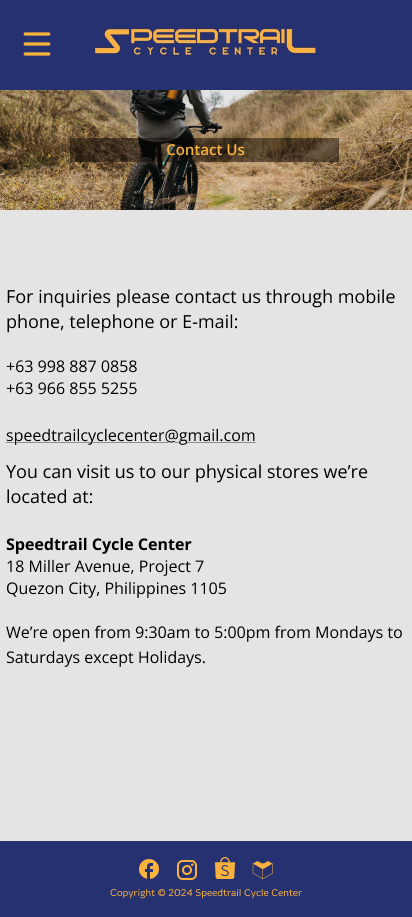 SPEEDTRAIL
CYCLE CENTER
Contact Us
For inquiries please contact us through mobile
phone, telephone or E-mail:
+63 998 887 0858
+63 966 855 5255
speedtrailcyclecenter@gmail.com
You can visit us to our physical stores we’re
located at:
Speedtrail Cycle Center
18 Miller Avenue, Project 7
Quezon City, Philippines 1105
We’re open from 9:30am to 5:00pm from Mondays to
Saturdays except Holidays.
Copyright © 2024 Speedtrail Cycle Center